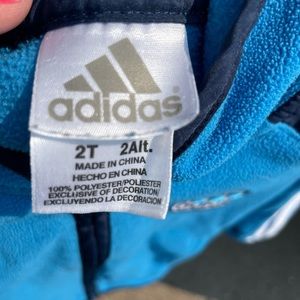 adidas
2T 2Alt.
MADE IN CHINA
HECHO EN CHINA
100% POLYESTER/POLIESTER
EXCLUSIVE OF DECORATION/
EXCLUYENDO LA DECORACION